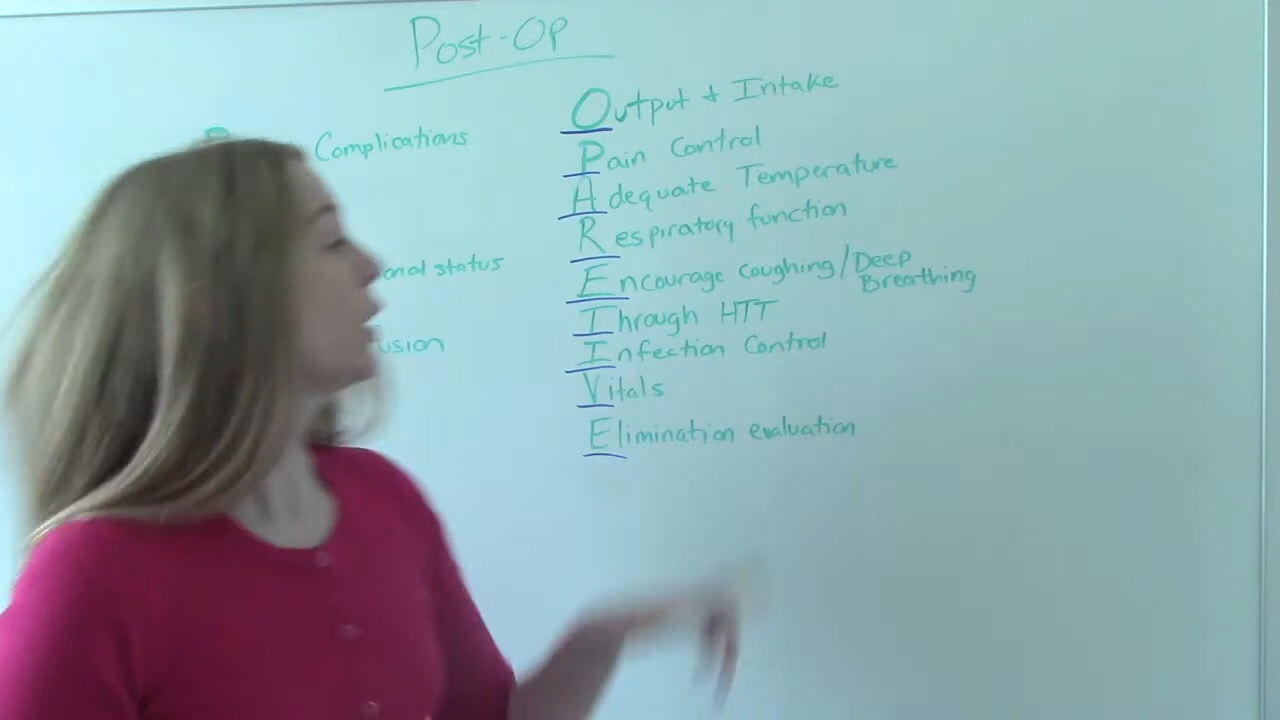 Post-Op
Complications
onal status
usion
Output & Intake
Pain Control
Adequate Temperature
Respiratory function
Encourage coughing/Deep
Breathing
Through HTT
Infection Control
Vitals
Elimination evaluation